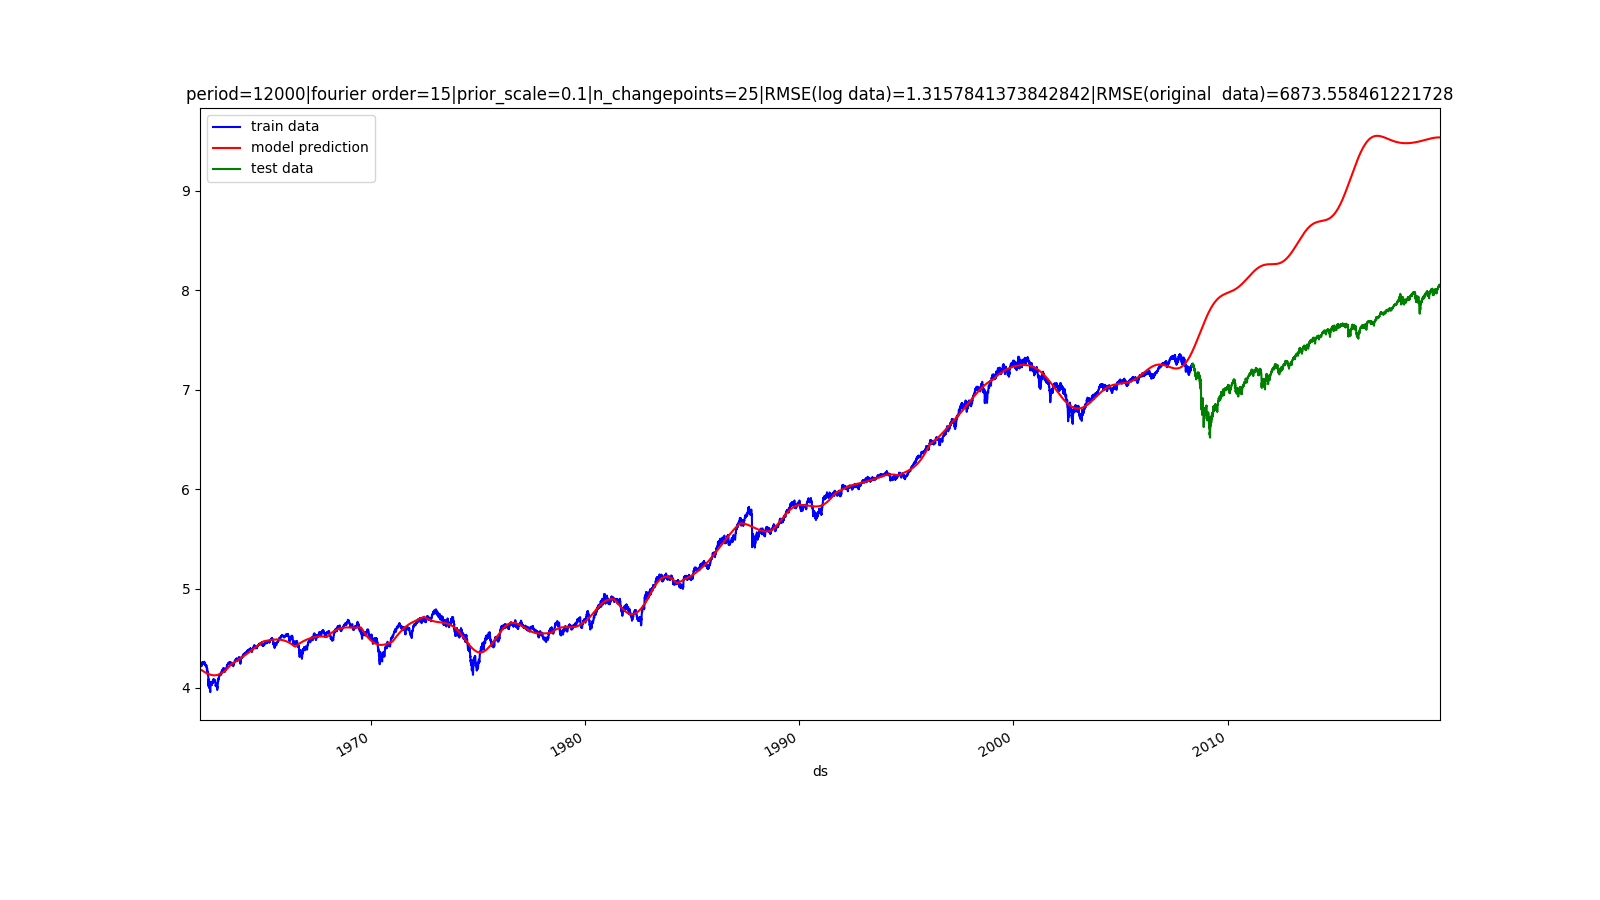 period=12000|fourier order=15|prior_scale=0.1|n_changepoints=25|RMSE(log data)=1.3157841373842842|RMSE(original  data)=6873.558461221728
train data
model prediction
test data
9
8
7
6
5
4
1970
1980
1990
2000
2010
ds